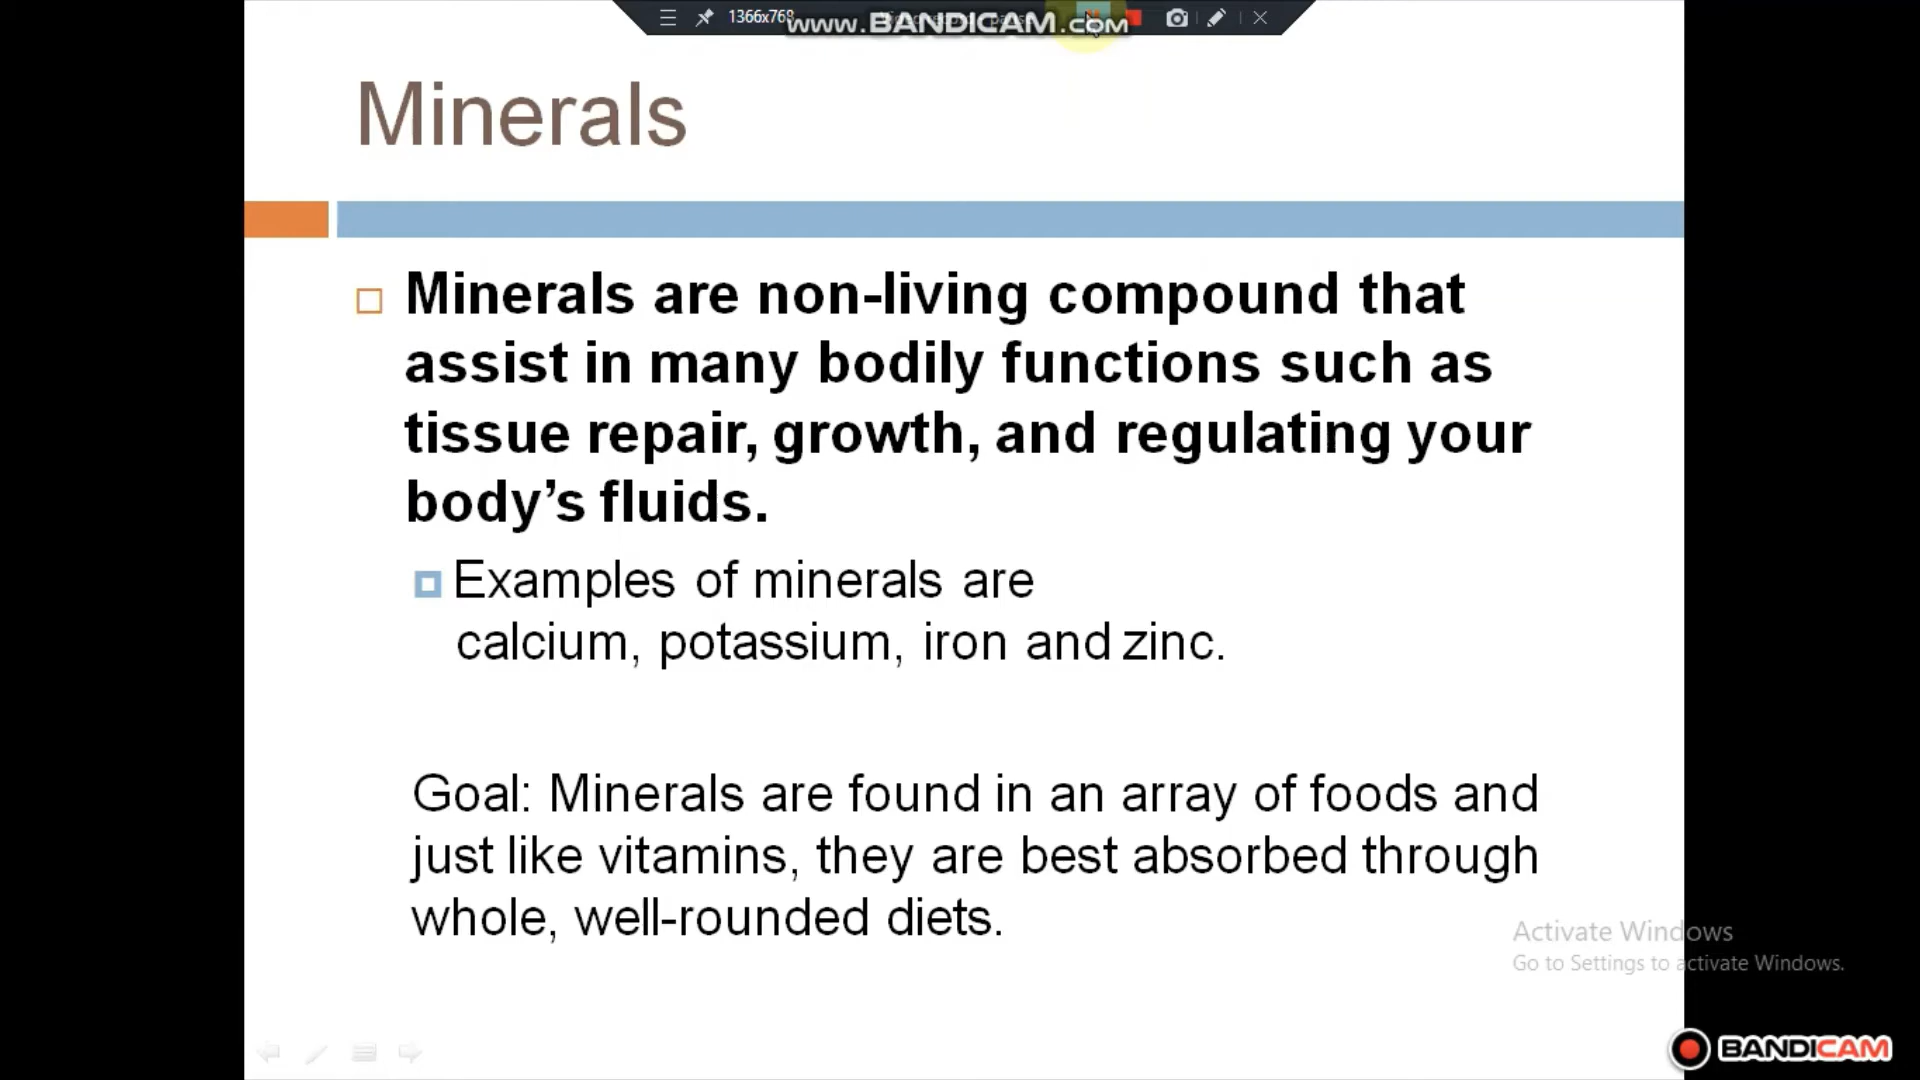 1366x768
www.BANDICAM.com
Minerals
Minerals are non-living compound that
assist in many bodily functions such as
tissue repair, growth, and regulating your
body’s fluids.
Examples of minerals are
calcium, potassium, iron and zinc.
Goal: Minerals are found in an array of foods and
just like vitamins, they are best absorbed through
whole, well-rounded diets.
Activate Windows
Go to Settings to activate Windows.
BANDICAM